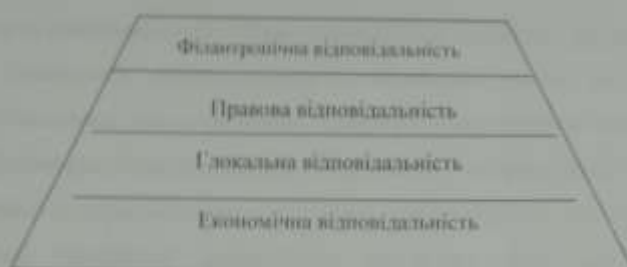 Філантропічна відповідальність
Правова відповідальність
Глокальна відповідальність
Економічна відповідальність